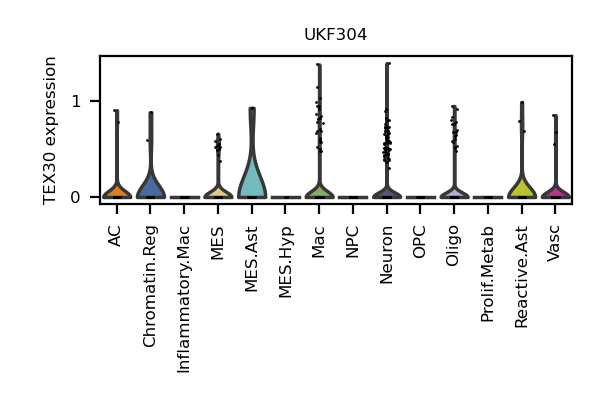 UKF304
TEX30 expression
1
0
AC
Chromatin.Reg
Inflammatory.Mac
MES
MES.Ast
MES.Hyp
Mac
NPC
Neuron
OPC
Oligo
Prolif.Metab
Reactive.Ast
Vasc